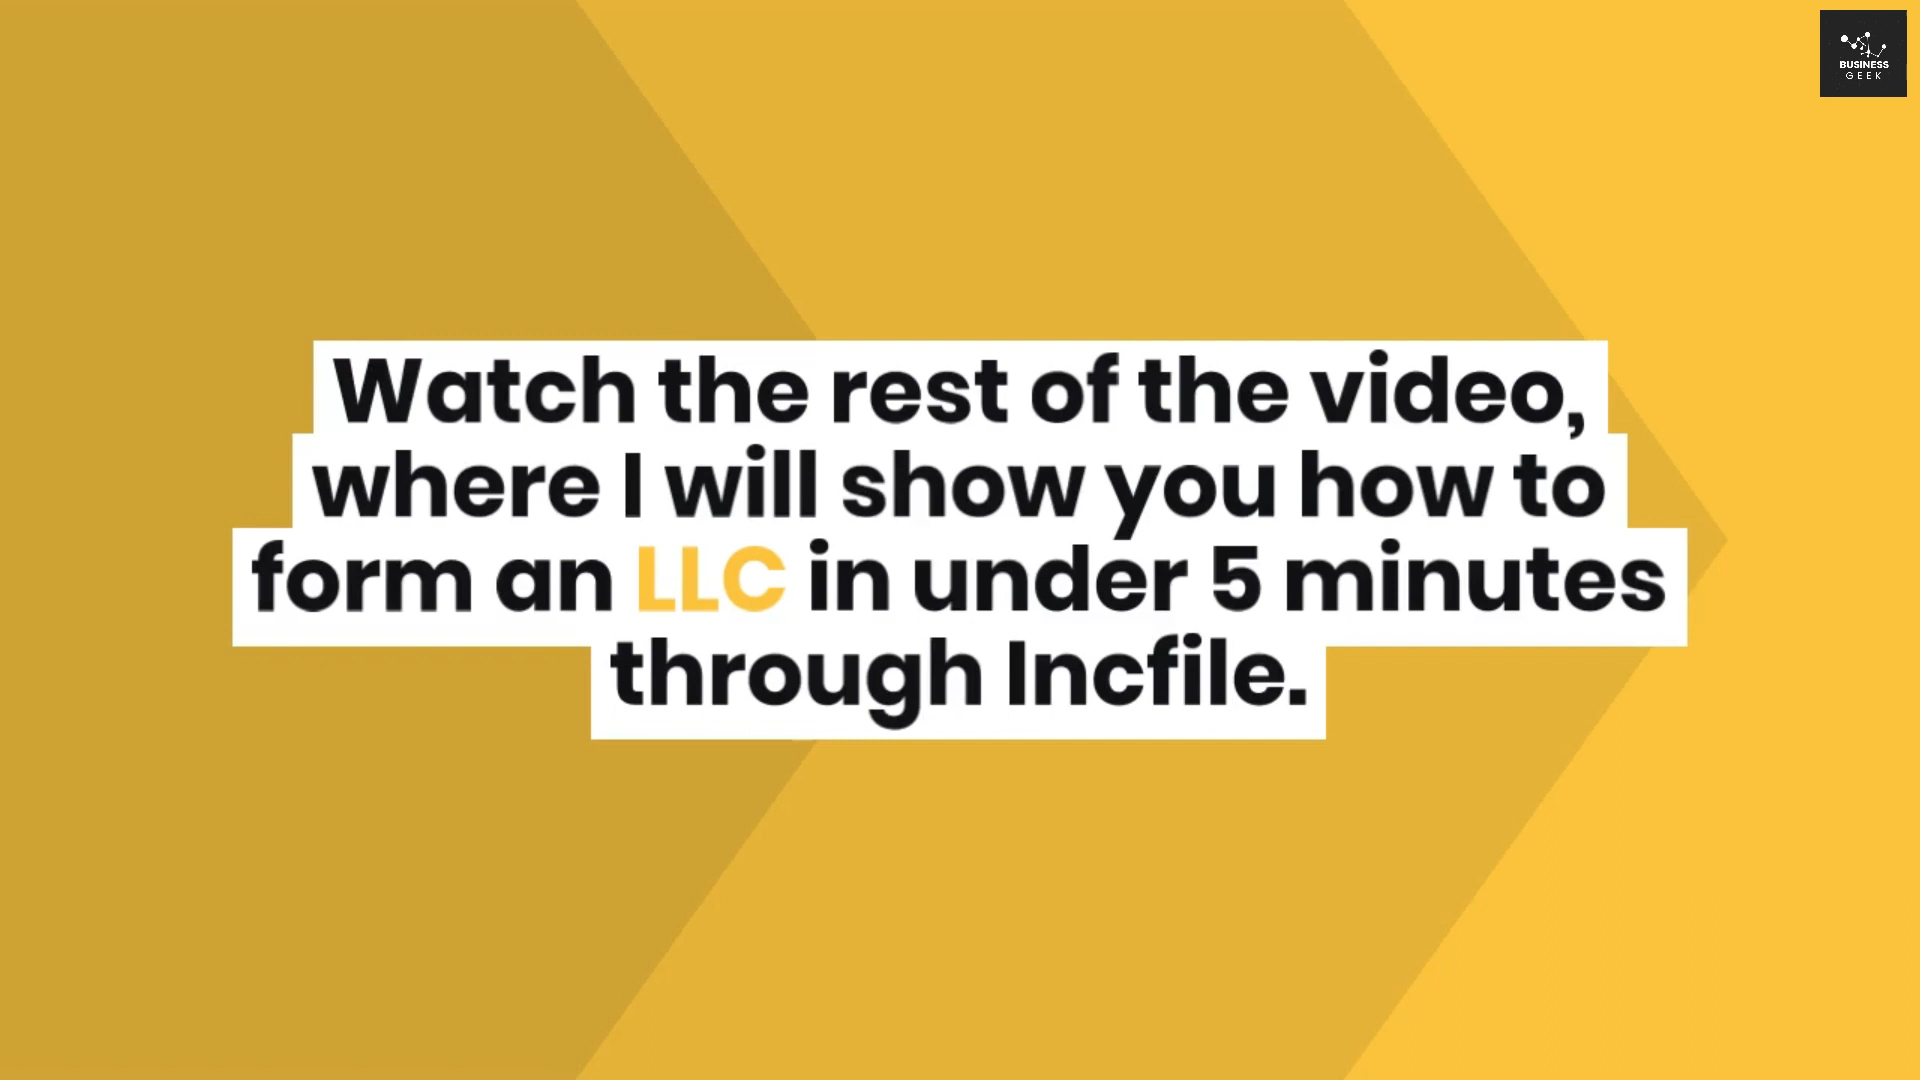 BUSINESS
GEEK
Watch the rest of the video,
where I will show you how to
form an LLC in under 5 minutes
through Incfile.